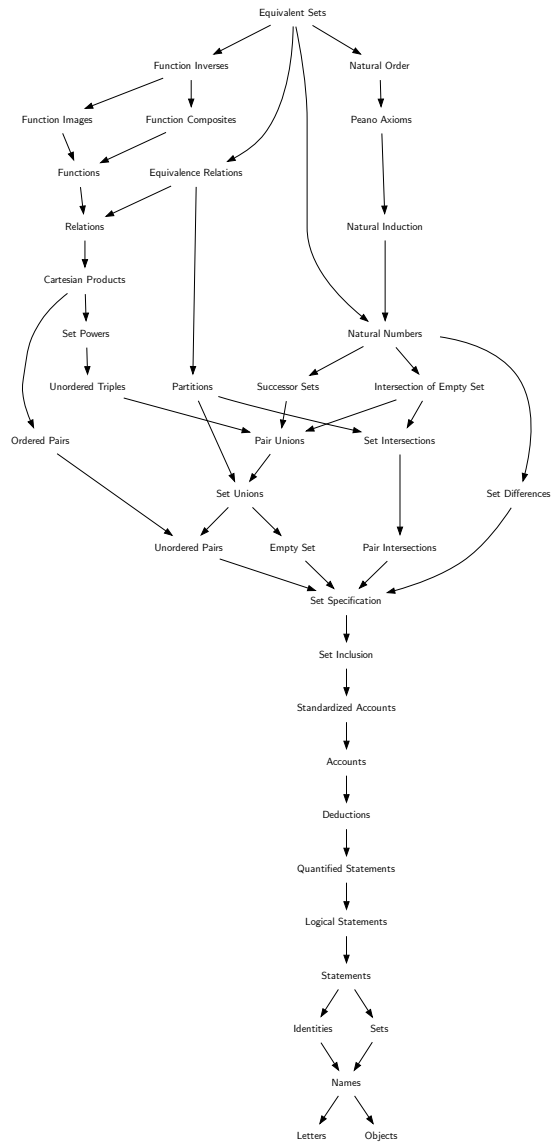 Equivalent Sets
Function Inverses
Natural Order
Function Images
Function Composites
Peano Axioms
Functions
Equivalence Relations
Relations
Natural Induction
Cartesian Products
Set Powers
Natural Numbers
Unordered Triples
Partitions
Successor Sets
Intersection of Empty Set
Ordered Pairs
Pair Unions
Set Intersections
Set Unions
Set Differences
Unordered Pairs
Empty Set
Pair Intersections
Set Specification
Set Inclusion
Standardized Accounts
Accounts
Deductions
Quantified Statements
Logical Statements
Statements
Identities
Sets
Names
Letters
Objects